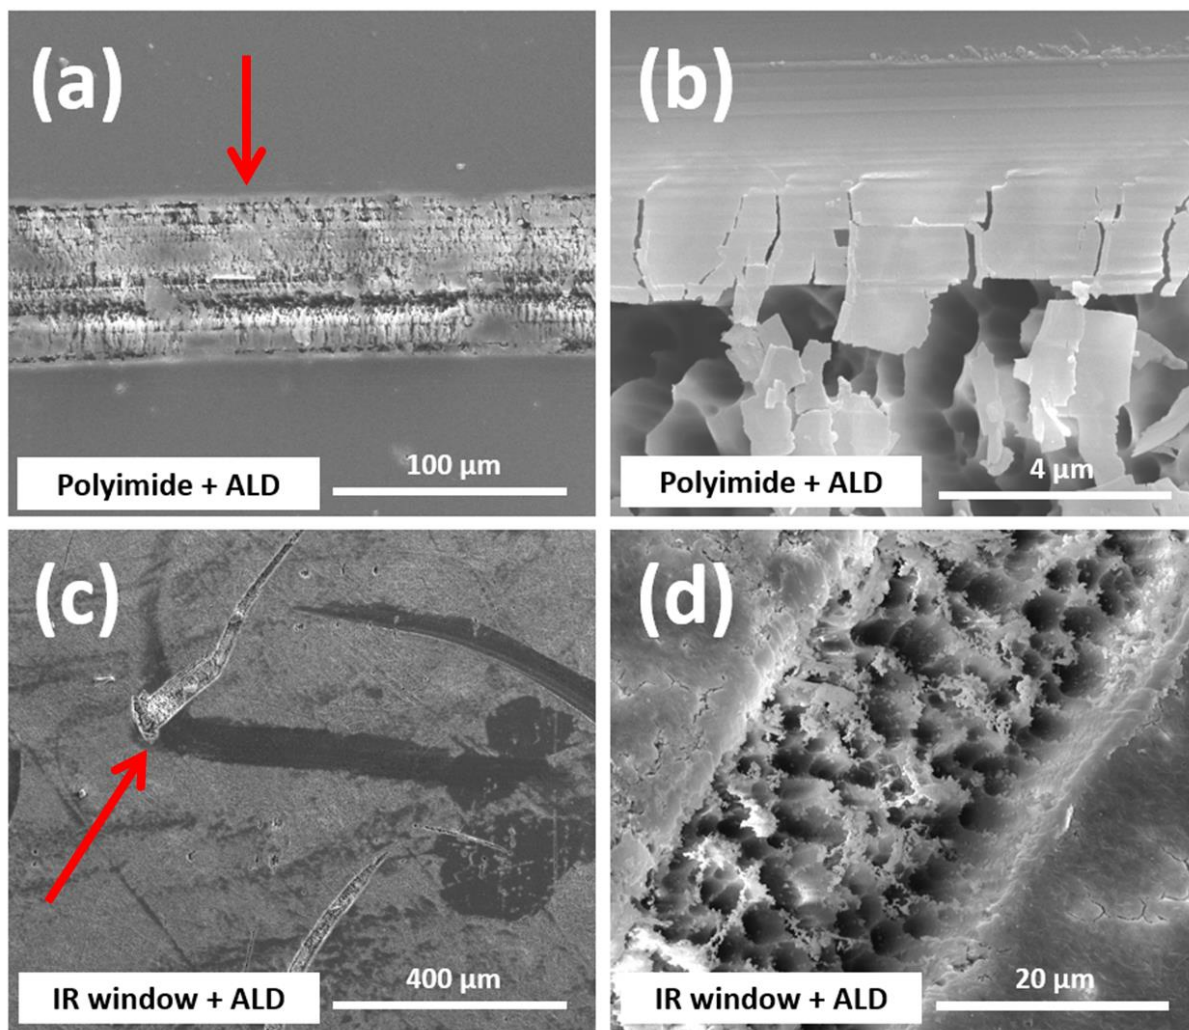 (a)
100 μm
Polyimide + ALD
(b)
4 μm
Polyimide + ALD
(c)
400 μm
IR window + ALD
(d)
20 μm
IR window + ALD